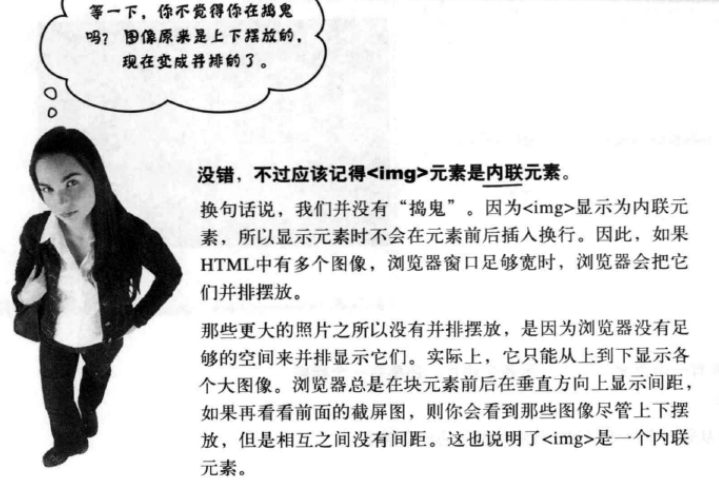 等一下，你不觉得你在捣鬼
吗？图像原来是上下摆放的，
现在变成并排的了。
没错，不过应该记得<img>元素是内联元素。
换句话说，我们并没有“捣鬼”。因为<img>显示为内联元
素，所以显示元素时不会在元素前后插入换行。因此，如果
HTML中有多个图像，浏览器窗口足够宽时，浏览器会把它
们并排摆放。
那些更大的照片之所以没有并排摆放，是因为浏览器没有足
够的空间来并排显示它们。实际上，它只能从上到下显示各
个大图像。浏览器总是在块元素前后在垂直方向上显示间距，
如果再看看前面的截屏图，则你会看到那些图像尽管上下摆
放，但是相互之间没有间距。这也说明了<img>是一个内联
元素。